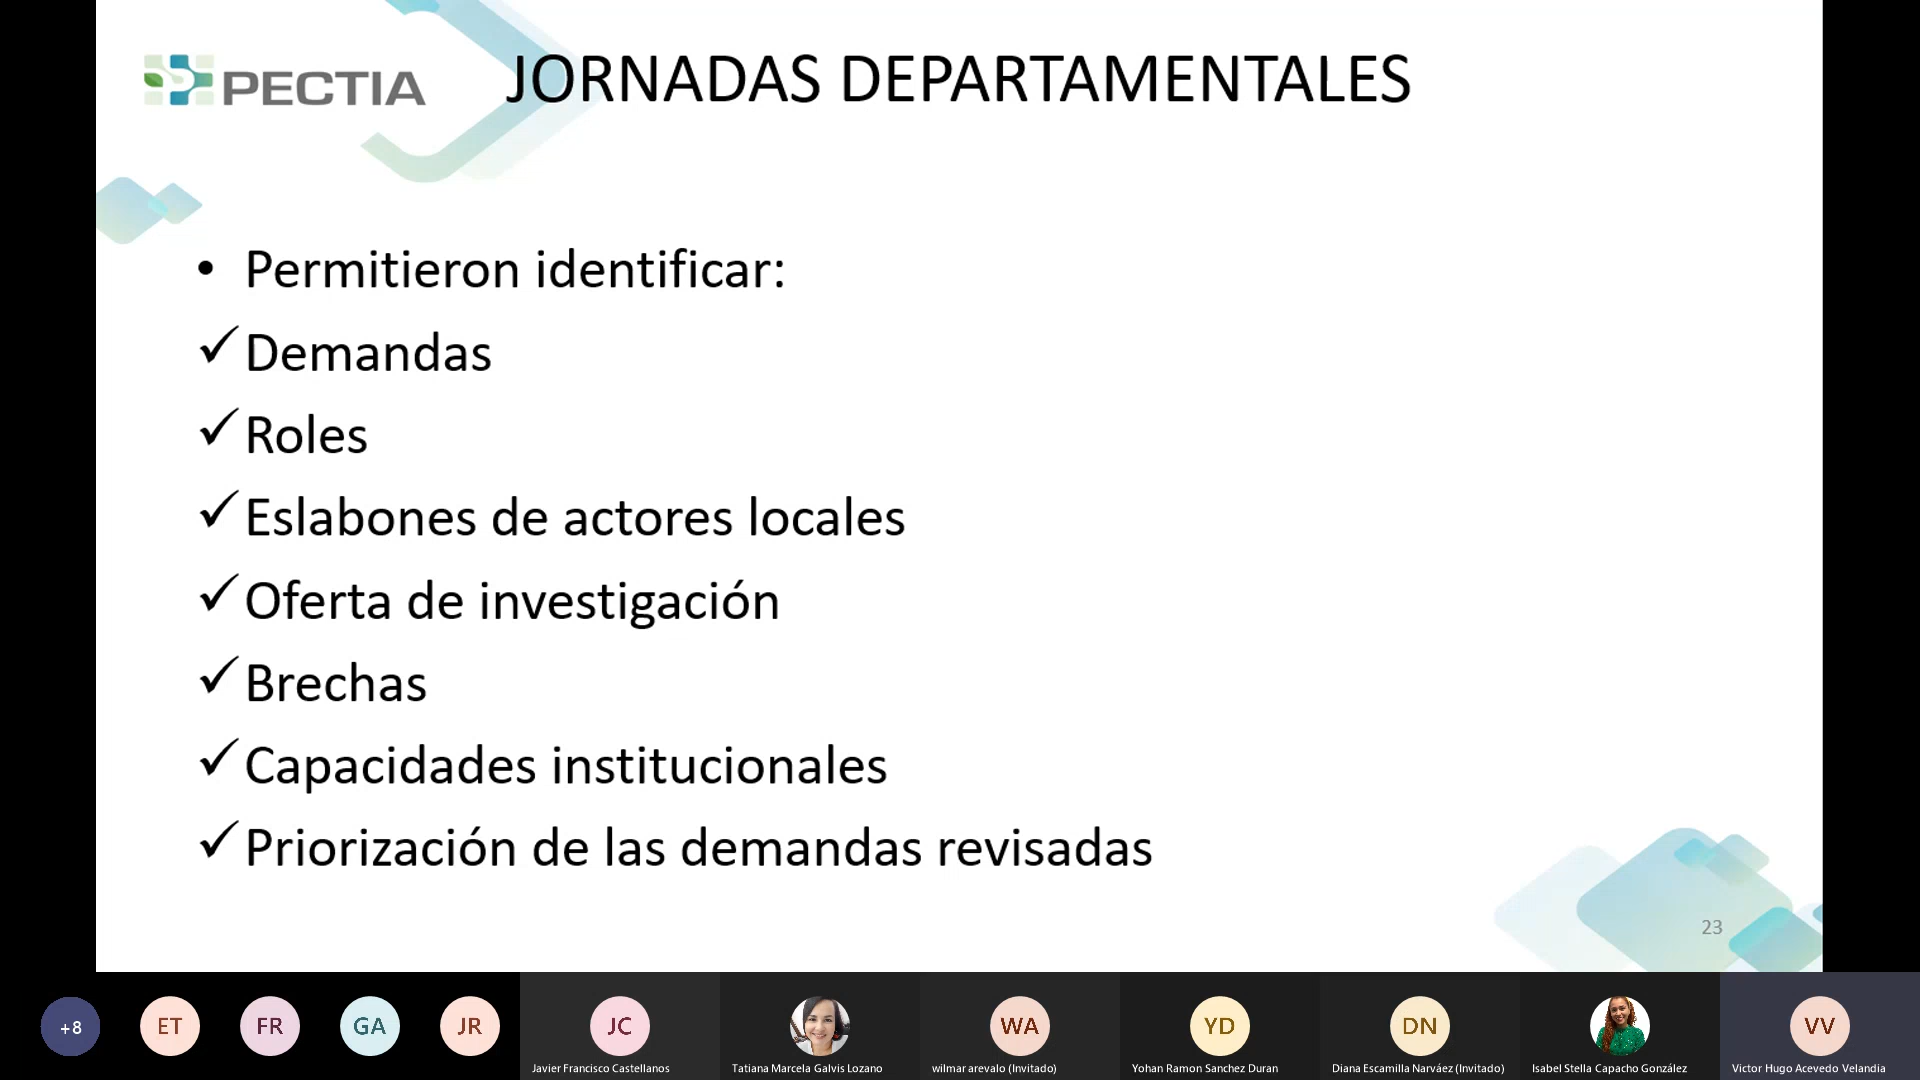 PECTIA
JORNADAS DEPARTAMENTALES
• Permitieron identificar:
✓ Demandas
✓ Roles
✓ Eslabones de actores locales
✓ Oferta de investigación
✓ Brechas
✓ Capacidades institucionales
✓ Priorización de las demandas revisadas
23
+8
ET
FR
GA
JR
JC
WA
YD
DN
VV
Javier Francisco Castellanos
Tatiana Marcela Galvis Lozano
wilmar arevalo (Invitado)
Yohan Ramon Sanchez Duran
Diana Escamilla Narváez (Invitado)
Isabel Stella Capacho González
Victor Hugo Acevedo Velandia